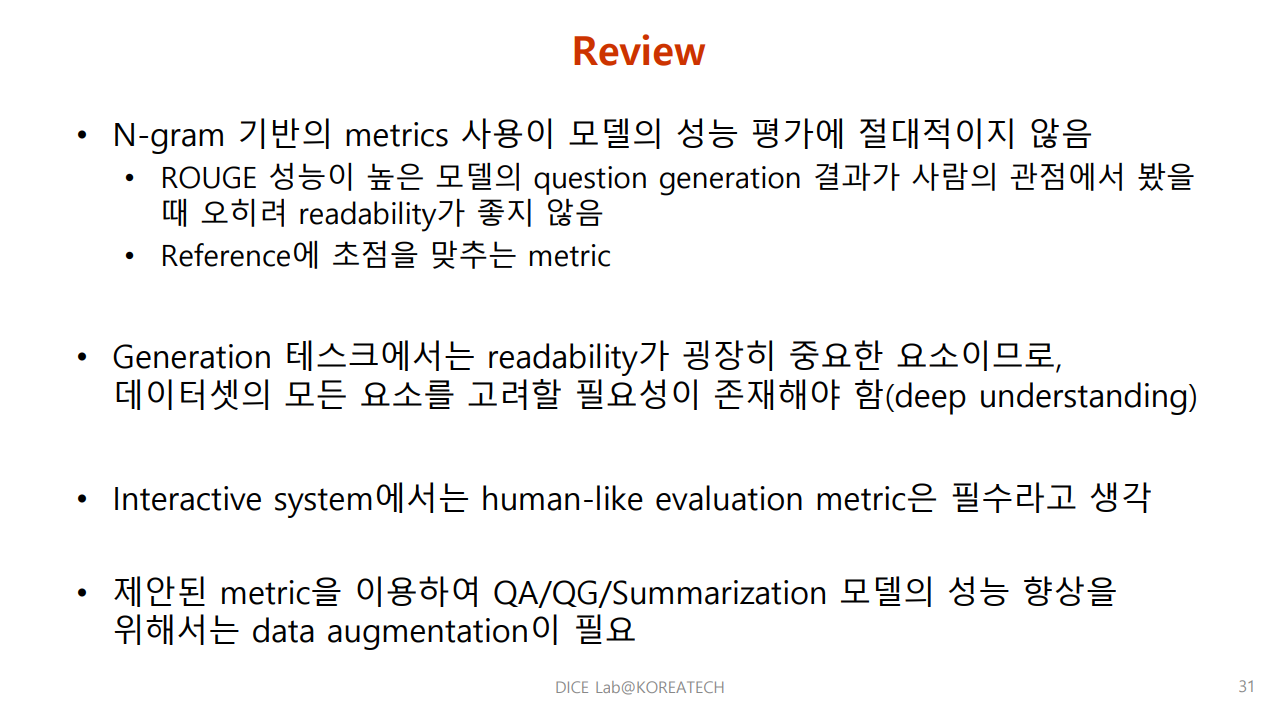 Review
• N-gram 기반의 metrics 사용이 모델의 성능 평가에 절대적이지 않음
• ROUGE 성능이 높은 모델의 question generation 결과가 사람의 관점에서 봤을
때 오히려 readability가 좋지 않음
• Reference에 초점을 맞추는 metric
• Generation 테스크에서는 readability가 굉장히 중요한 요소이므로,
데이터셋의 모든 요소를 고려할 필요성이 존재해야 함(deep understanding)
• Interactive system에서는 human-like evaluation metric은 필수라고 생각
• 제안된 metric을 이용하여 QA/QG/Summarization 모델의 성능 향상을
위해서는 data augmentation이 필요
DICE Lab@KOREATECH
31